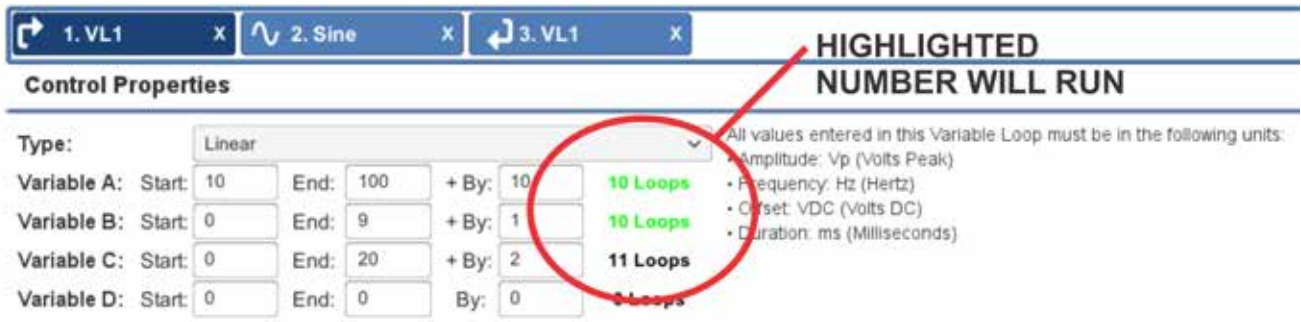 1. VL1 X 2. Sine X 3. VL1 X
HIGHLIGHTED
NUMBER WILL RUN
Control Properties
Type: Linear
All values entered in this Variable Loop must be in the following units:
• Amplitude: Vp (Volts Peak)
• Frequency: Hz (Hertz)
• Offset: VDC (Volts DC)
• Duration: ms (Milliseconds)
Variable A: Start: 10 End: 100 + By: 10 10 Loops
Variable B: Start: 0 End: 9 + By: 1 10 Loops
Variable C: Start: 0 End: 20 + By: 2 11 Loops
Variable D: Start: 0 End: 0 By: 0 0 Loops